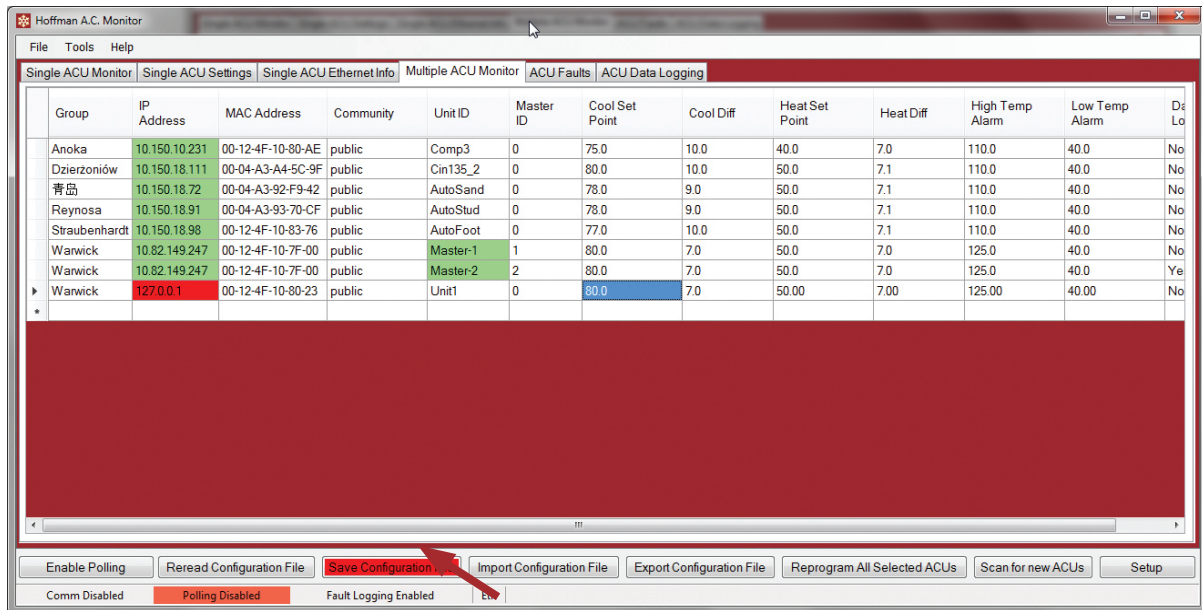 Hoffman A.C. Monitor
File Tools Help
Single ACU Monitor Single ACU Settings Single ACU Ethernet Info Multiple ACU Monitor ACU Faults ACU Data Logging
Group IP Address MAC Address Community Unit ID Master ID Cool Set Point Cool Diff Heat Set Point Heat Diff High Temp Alarm Low Temp Alarm Da Lo
Anoka 10.150.10.231 00-12-4F-10-80-AE public Comp3 0 75.0 10.0 40.0 7.0 110.0 40.0 No
Dzierżoniów 10.150.18.111 00-04-A3-A4-5C-9F public Cin135_2 0 80.0 10.0 50.0 7.1 110.0 40.0 No
青岛 10.150.18.72 00-04-A3-92-F9-42 public AutoSand 0 78.0 9.0 50.0 7.1 110.0 40.0 No
Reynosa 10.150.18.91 00-04-A3-93-70-CF public AutoStud 0 78.0 9.0 50.0 7.1 110.0 40.0 No
Straubenhardt 10.150.18.98 00-12-4F-10-83-76 public AutoFoot 0 77.0 10.0 50.0 7.1 110.0 40.0 No
Warwick 10.82.149.247 00-12-4F-10-7F-00 public Master-1 1 80.0 7.0 50.0 7.0 125.0 40.0 No
Warwick 10.82.149.247 00-12-4F-10-7F-00 public Master-2 2 80.0 7.0 50.0 7.0 125.0 40.0 Ye
Warwick 127.0.0.1 00-12-4F-10-80-23 public Unit1 0 80.0 7.0 50.00 7.00 125.00 40.00 No
Enable Polling Reread Configuration File Save Configuration Import Configuration File Export Configuration File Reprogram All Selected ACUs Scan for new ACUs Setup
Comm Disabled Polling Disabled Fault Logging Enabled